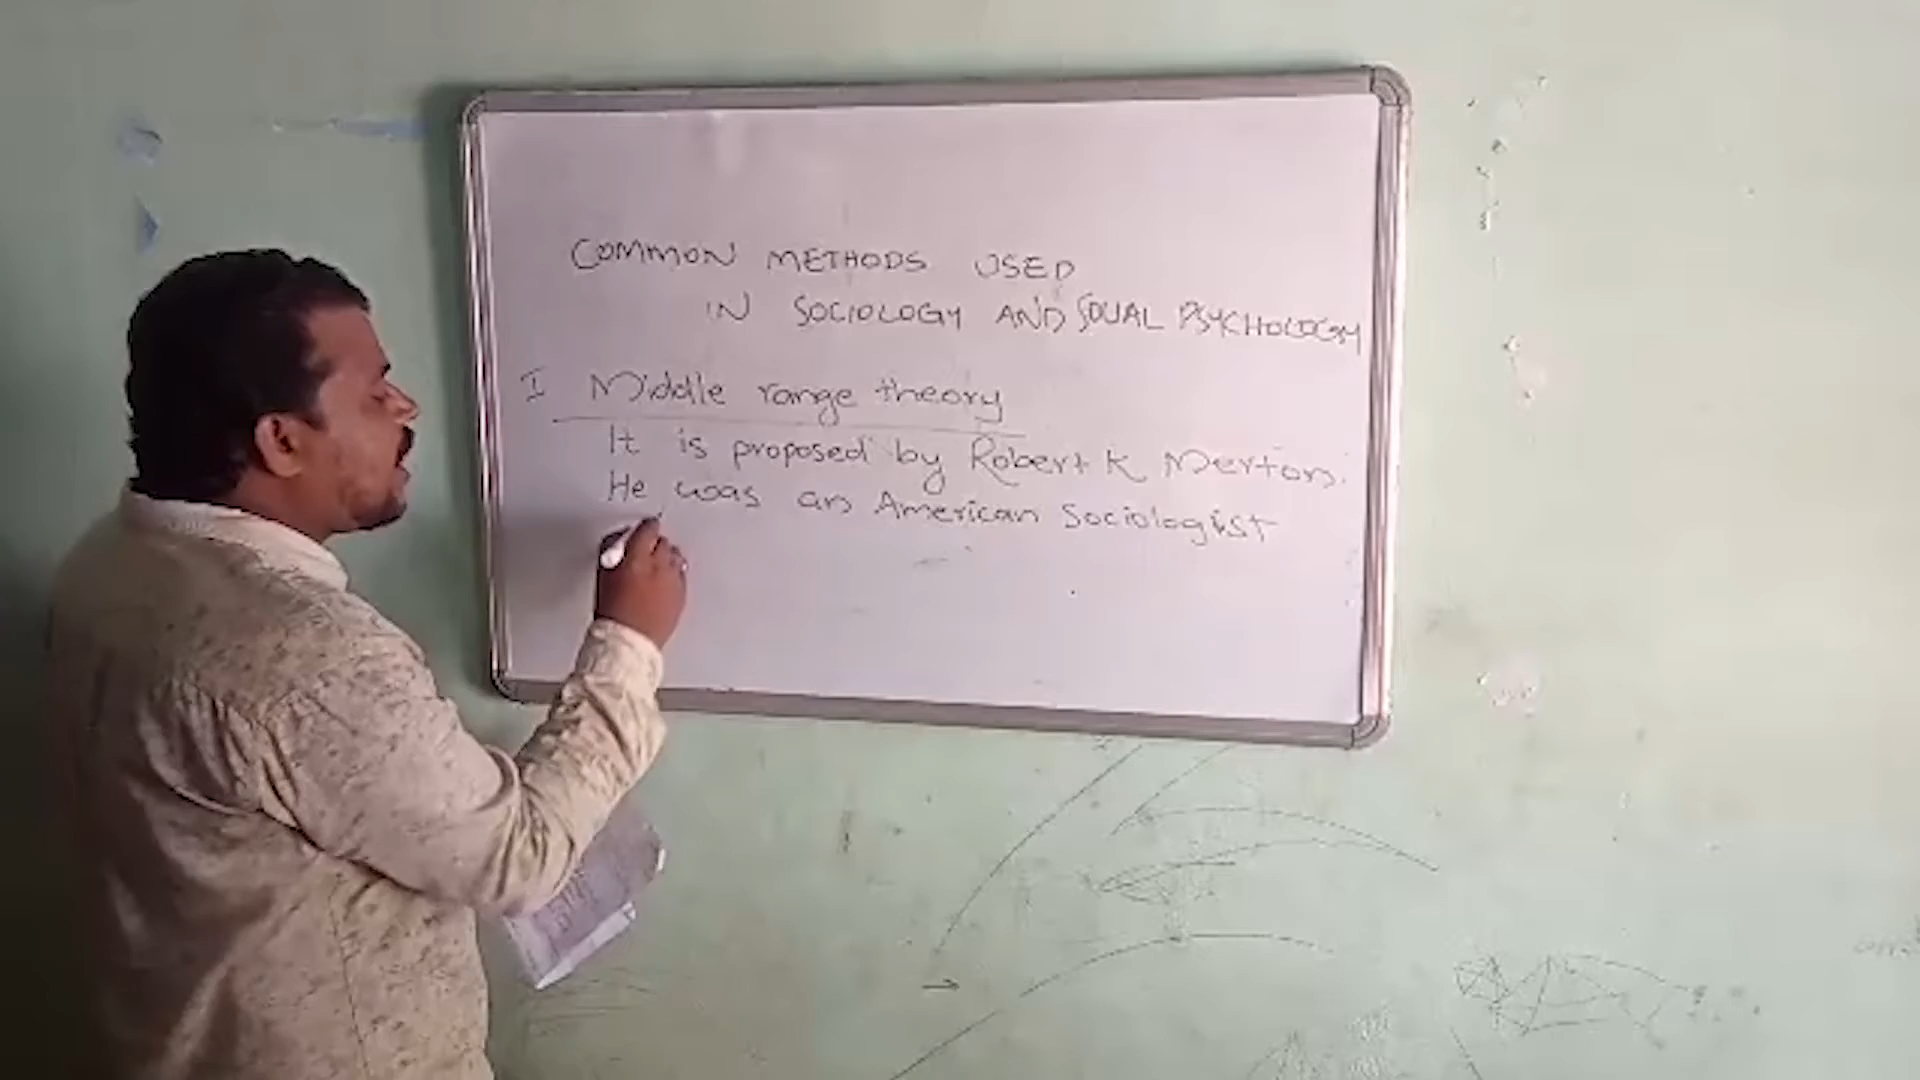 COMMON METHODS USED
IN SOCIOLOGY AND SOUAL PSYCHOLOGY
I Middle range theory
It is proposed by Robert K Merton.
He was an American Sociologist